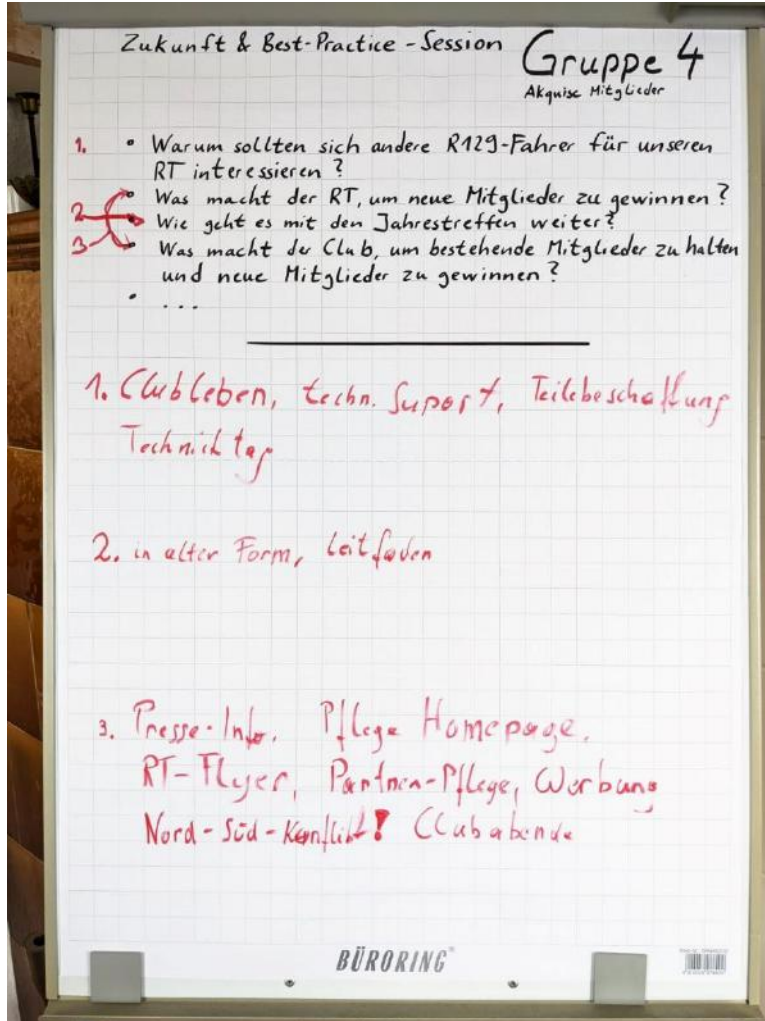 Zukunft & Best-Practice-Session
Gruppe 4
Akquise Mitglieder
1. • Warum sollten sich andere R129-Fahrer für unseren
RT interessieren?
• Was macht der RT, um neue Mitglieder zu gewinnen?
2 • Wie geht es mit den Jahrestreffen weiter?
3 • Was macht der Club, um bestehende Mitglieder zu halten
und neue Mitglieder zu gewinnen?
• ...
1. Clubleben, techn. Suport, Teilebeschaffung
Technicktag
2. in alter Form, Leitfaden
3. Presse-Info, Pflege Homepage,
RT-Flyer, Partner-Pflege, Werbung
Nord-Süd-Konflikt! Clubabende
BÜRORING